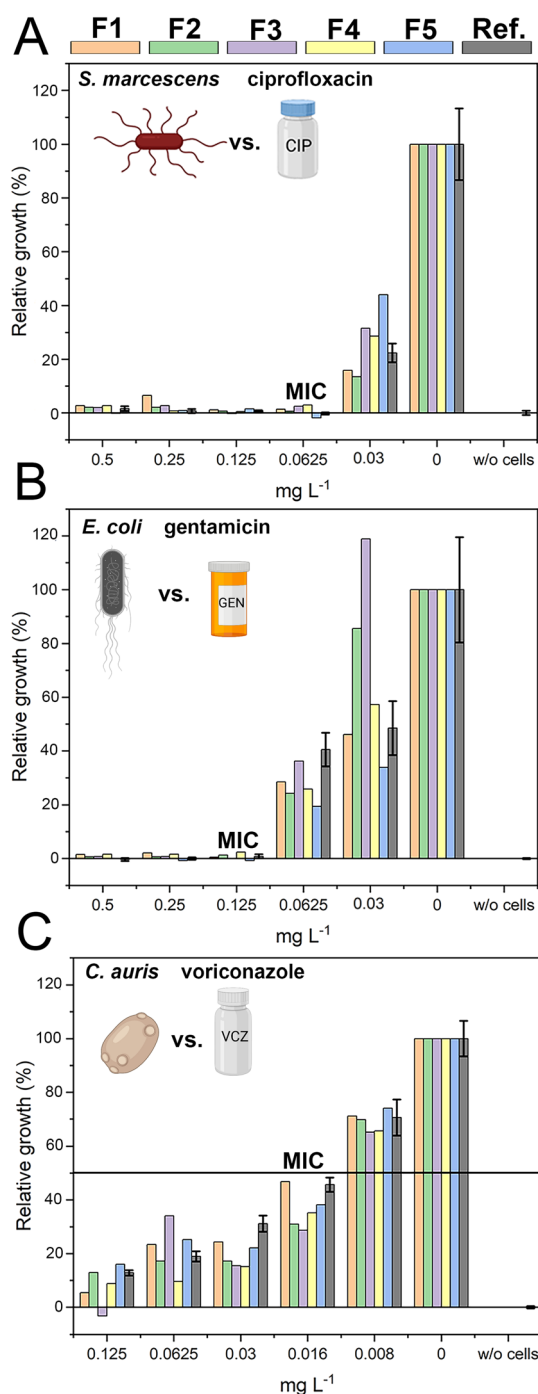 A
F1 F2 F3 F4 F5 Ref.
S. marcescens ciprofloxacin
vs.
CIP
120
100
80
60
40
20
0
Relative growth (%)
MIC
0.5 0.25 0.125 0.0625 0.03 0 w/o cells
mg L⁻¹
B
E. coli gentamicin
vs.
GEN
120
100
80
60
40
20
0
Relative growth (%)
MIC
0.5 0.25 0.125 0.0625 0.03 0 w/o cells
mg L⁻¹
C
C. auris voriconazole
vs.
VCZ
120
100
80
60
40
20
0
Relative growth (%)
MIC
0.125 0.0625 0.03 0.016 0.008 0 w/o cells
mg L⁻¹